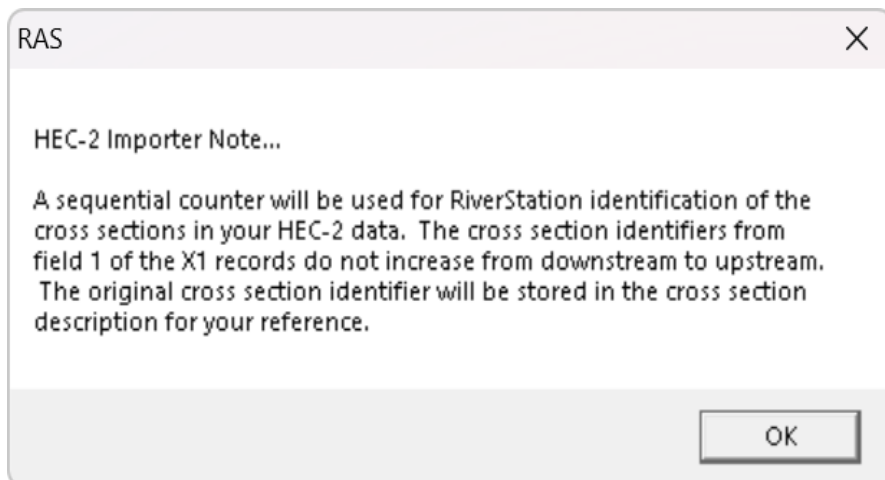 RAS
HEC-2 Importer Note...
A sequential counter will be used for RiverStation identification of the
cross sections in your HEC-2 data.  The cross section identifiers from
field 1 of the X1 records do not increase from downstream to upstream.
 The original cross section identifier will be stored in the cross section
description for your reference.
OK